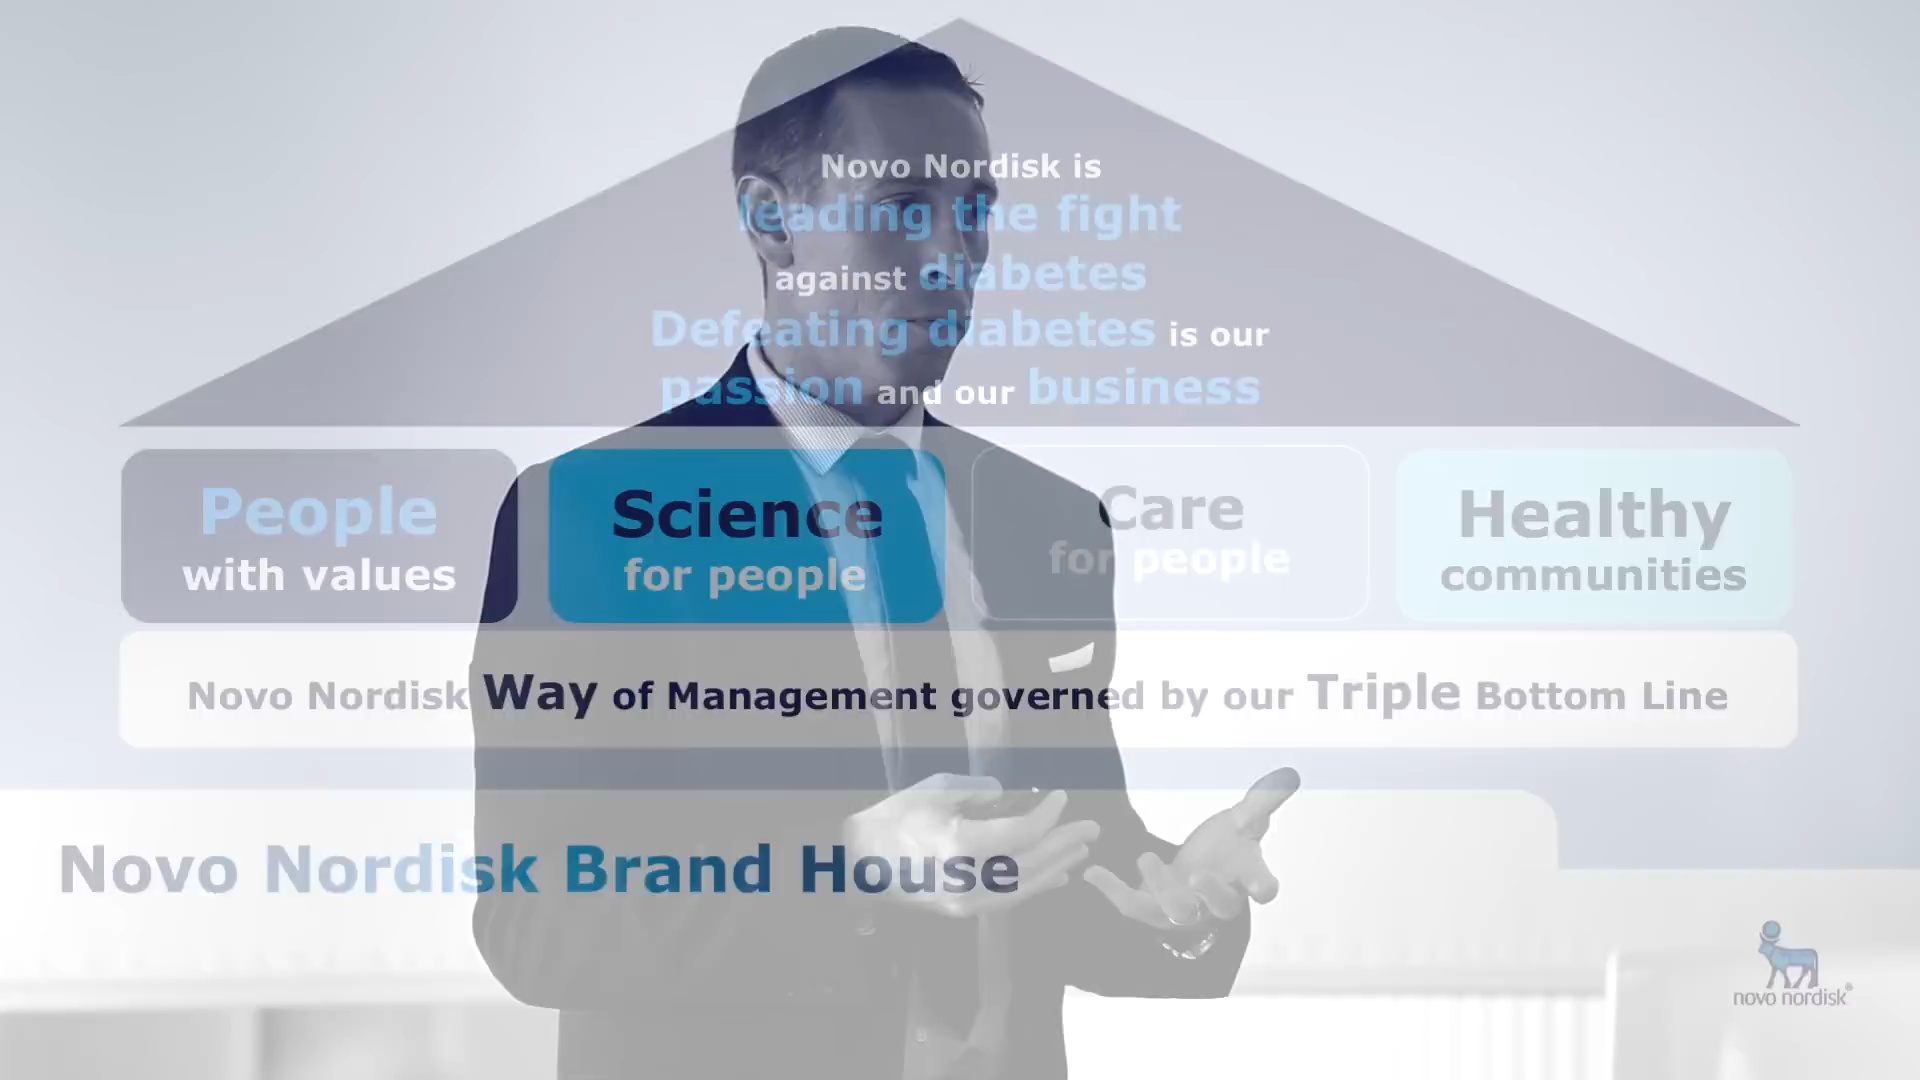 Novo Nordisk is
leading the fight
against diabetes
Defeating diabetes is our
passion and our business
People
with values
Science
for people
Care
for people
Healthy
communities
Novo Nordisk Way of Management governed by our Triple Bottom Line
Novo Nordisk Brand House
novo nordisk®